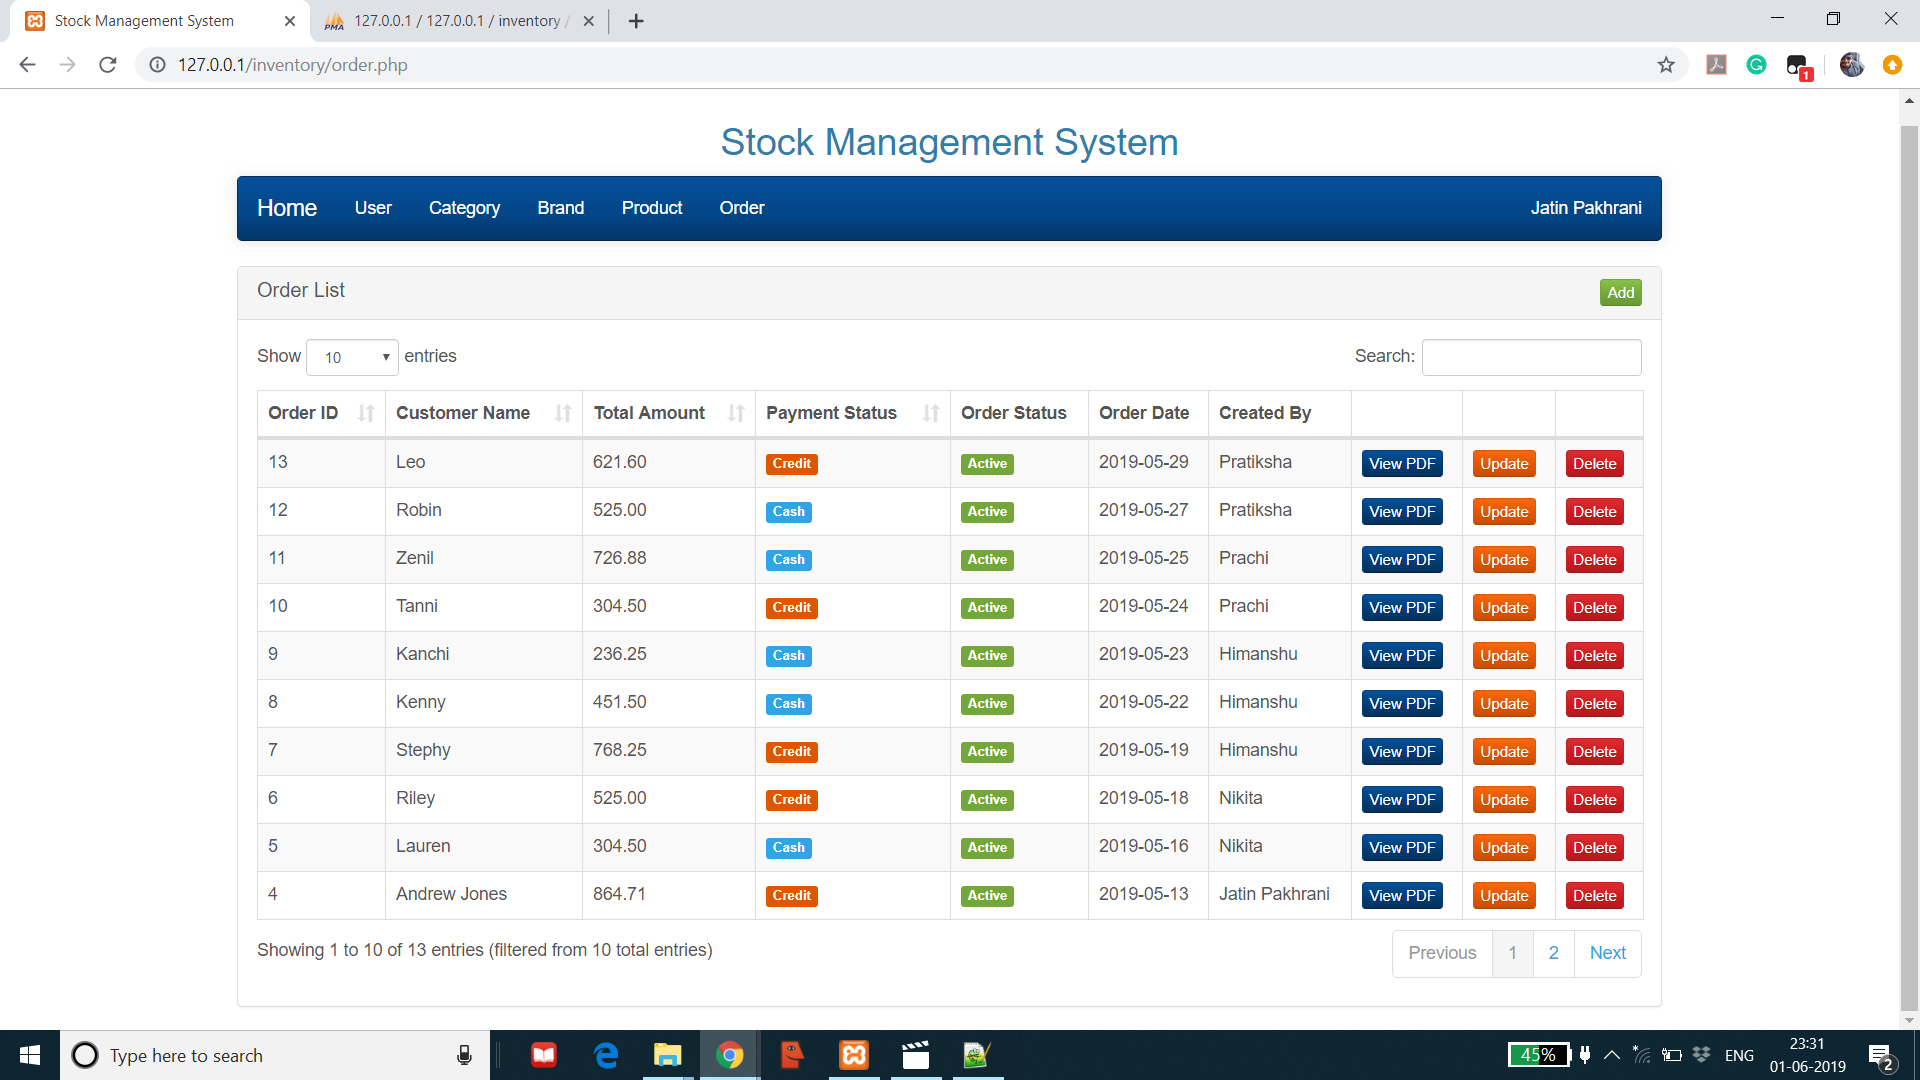 Stock Management System
127.0.0.1 / 127.0.0.1 / inventory /
127.0.0.1/inventory/order.php
1
Stock Management System
Home User Category Brand Product Order Jatin Pakhrani
Order List Add
Show 10 entries Search:
Order ID Customer Name Total Amount Payment Status Order Status Order Date Created By
13 Leo 621.60 Credit Active 2019-05-29 Pratiksha View PDF Update Delete
12 Robin 525.00 Cash Active 2019-05-27 Pratiksha View PDF Update Delete
11 Zenil 726.88 Cash Active 2019-05-25 Prachi View PDF Update Delete
10 Tanni 304.50 Credit Active 2019-05-24 Prachi View PDF Update Delete
9 Kanchi 236.25 Cash Active 2019-05-23 Himanshu View PDF Update Delete
8 Kenny 451.50 Cash Active 2019-05-22 Himanshu View PDF Update Delete
7 Stephy 768.25 Credit Active 2019-05-19 Himanshu View PDF Update Delete
6 Riley 525.00 Credit Active 2019-05-18 Nikita View PDF Update Delete
5 Lauren 304.50 Cash Active 2019-05-16 Nikita View PDF Update Delete
4 Andrew Jones 864.71 Credit Active 2019-05-13 Jatin Pakhrani View PDF Update Delete
Showing 1 to 10 of 13 entries (filtered from 10 total entries) Previous 1 2 Next
Type here to search
45% ENG 23:31
01-06-2019
2